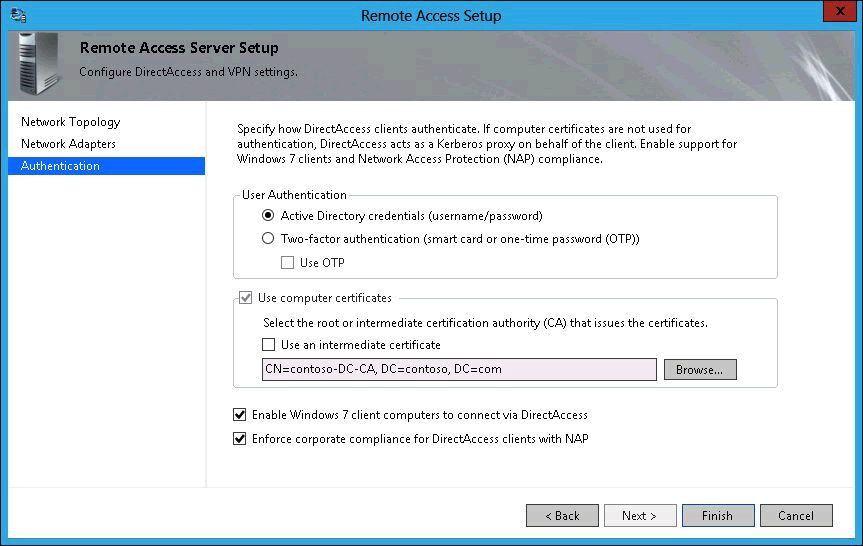 Remote Access Setup
x
Remote Access Server Setup
Configure DirectAccess and VPN settings.
Network Topology
Network Adapters
Authentication
Specify how DirectAccess clients authenticate. If computer certificates are not used for
authentication, DirectAccess acts as a Kerberos proxy on behalf of the client. Enable support for
Windows 7 clients and Network Access Protection (NAP) compliance.
User Authentication
Active Directory credentials (username/password)
Two-factor authentication (smart card or one-time password (OTP))
Use OTP
Use computer certificates
Select the root or intermediate certification authority (CA) that issues the certificates.
Use an intermediate certificate
CN=contoso-DC-CA, DC=contoso, DC=com
Browse...
Enable Windows 7 client computers to connect via DirectAccess
Enforce corporate compliance for DirectAccess clients with NAP
< Back
Next >
Finish
Cancel